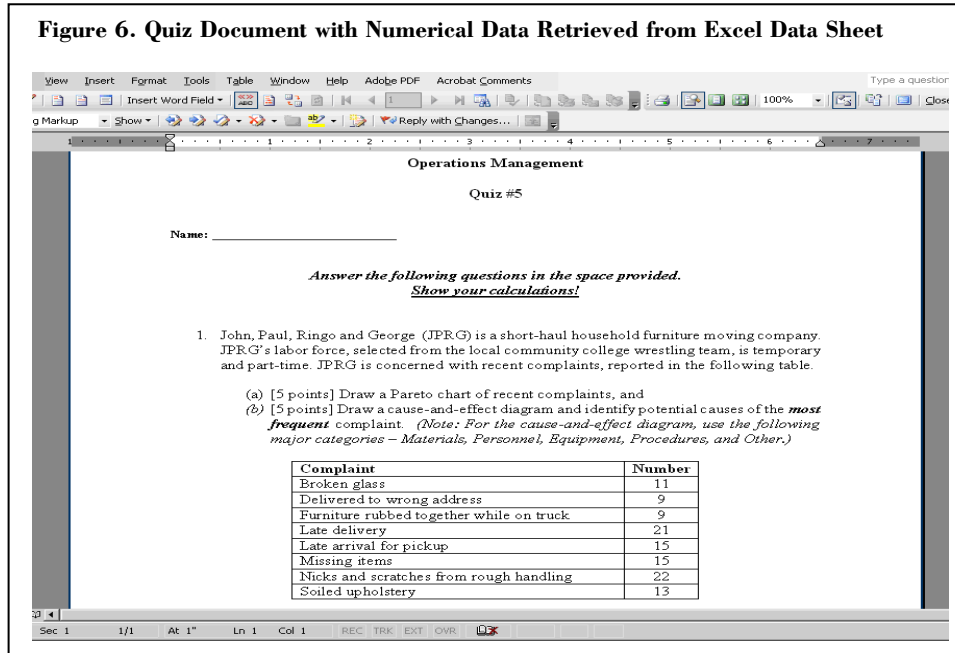 Figure 6. Quiz Document with Numerical Data Retrieved from Excel Data Sheet
View Insert Format Tools Table Window Help Adobe PDF Acrobat Comments Type a question
Insert Word Field 1 100% Close
g Markup Show Reply with Changes...
1 1 2 3 4 5 6 7
Operations Management
Quiz #5
Name:
Answer the following questions in the space provided.
Show your calculations!
1. John, Paul, Ringo and George (JPRG) is a short-haul household furniture moving company.
JPRG's labor force, selected from the local community college wrestling team, is temporary
and part-time. JPRG is concerned with recent complaints, reported in the following table.
(a) [5 points] Draw a Pareto chart of recent complaints, and
(b) [5 points] Draw a cause-and-effect diagram and identify potential causes of the most
frequent complaint. (Note: For the cause-and-effect diagram, use the following
major categories – Materials, Personnel, Equipment, Procedures, and Other.)
Complaint Number
Broken glass 11
Delivered to wrong address 9
Furniture rubbed together while on truck 9
Late delivery 21
Late arrival for pickup 15
Missing items 15
Nicks and scratches from rough handling 22
Soiled upholstery 13
Sec 1 1/1 At 1" Ln 1 Col 1 REC TRK EXT OVR